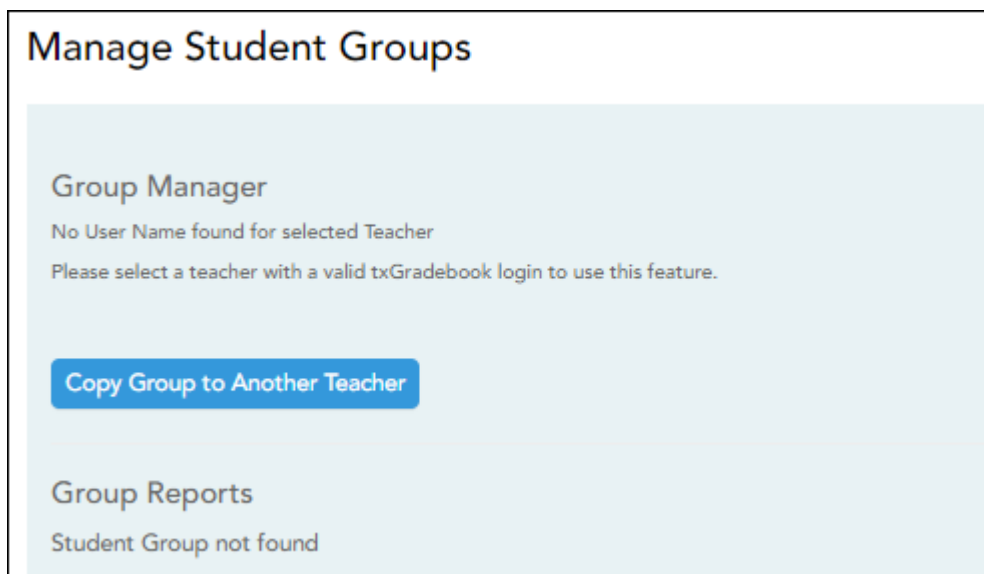 Manage Student Groups
Group Manager
No User Name found for selected Teacher
Please select a teacher with a valid txGradebook login to use this feature.
Copy Group to Another Teacher
Group Reports
Student Group not found